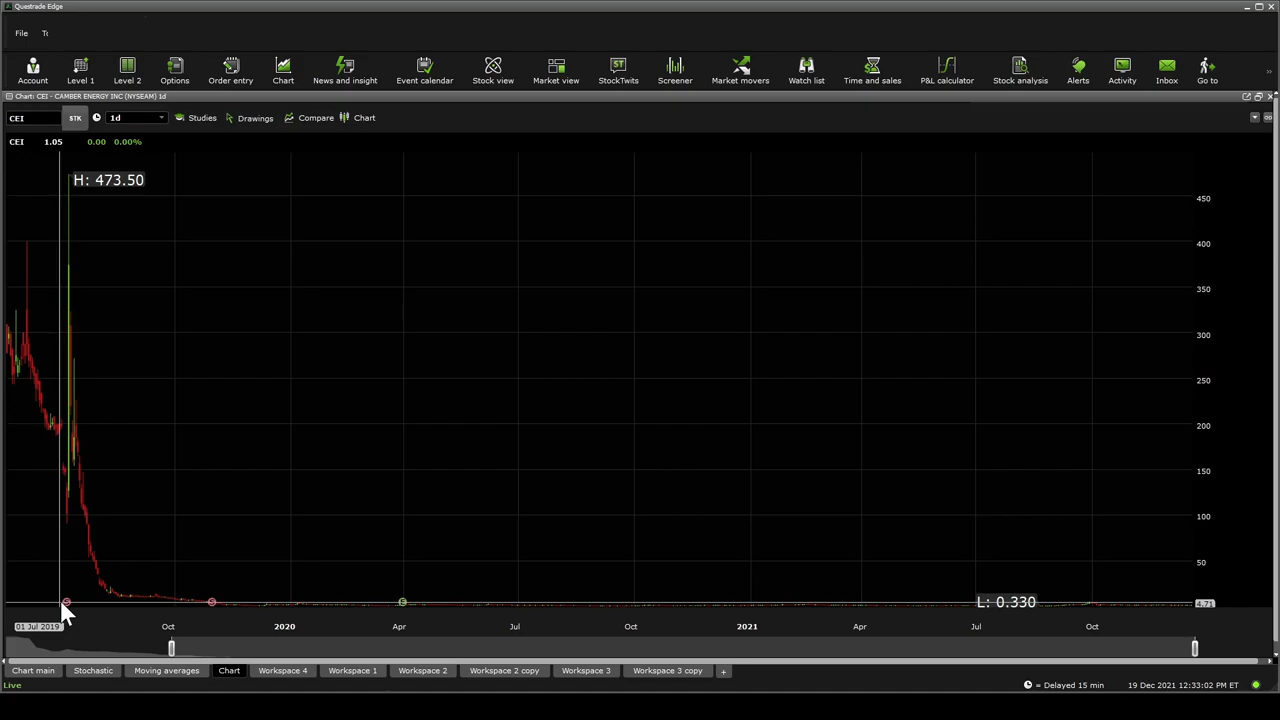 Questrade Edge
File
Account Level 1 Level 2 Options Order entry Chart News and insight Event calendar Stock view Market view StockTwits Screener Market movers Watch list Time and sales P&L calculator Stock analysis Alerts Activity Inbox Go to
Chart: CEI - CAMBER ENERGY INC (NYSEAM) 1d
CEI STK 1d Studies Drawings Compare Chart
CEI 1.05 0.00 0.00%
H: 473.50
450
400
350
300
250
200
150
100
50
L: 0.330
4.71
01 Jul 2019 Oct 2020 Apr Jul Oct 2021 Apr Jul Oct
Chart main Stochastic Moving averages Chart Workspace 4 Workspace 1 Workspace 2 Workspace 2 copy Workspace 3 Workspace 3 copy +
Live = Delayed 15 min 19 Dec 2021 12:33:02 PM ET